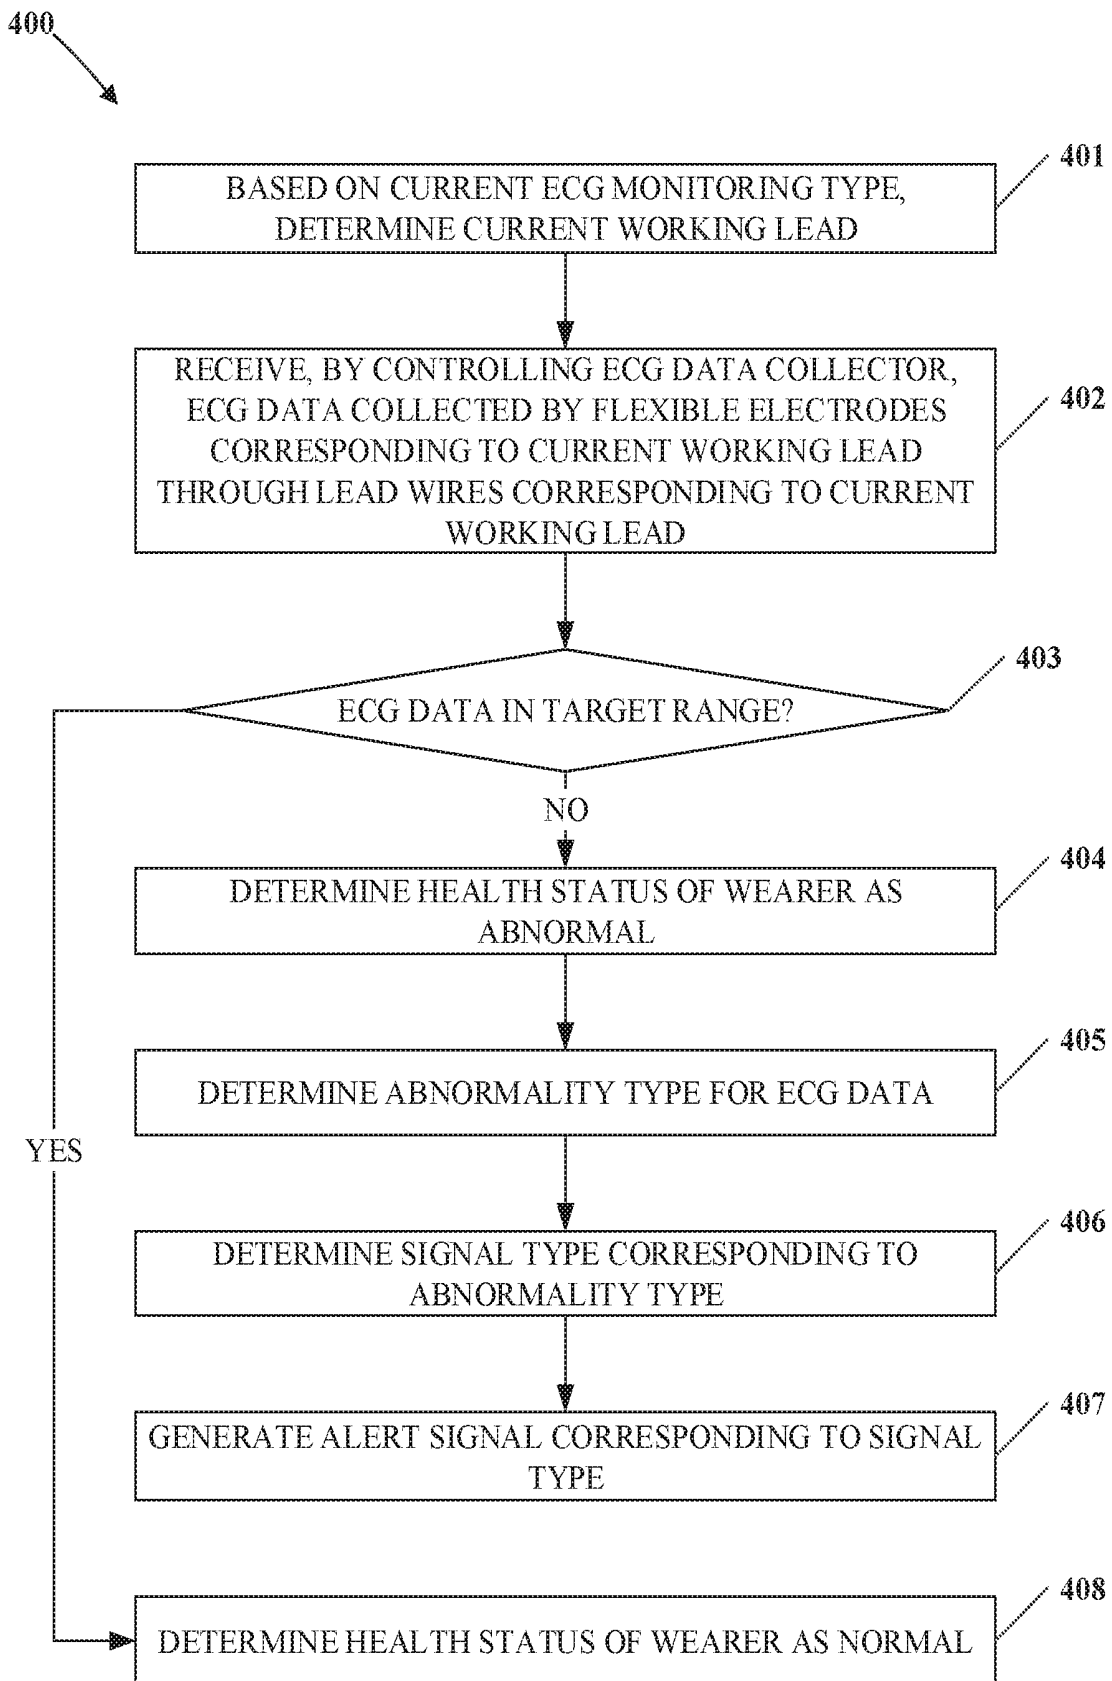 400
401
BASED ON CURRENT ECG MONITORING TYPE,
DETERMINE CURRENT WORKING LEAD
RECEIVE, BY CONTROLLING ECG DATA COLLECTOR,
ECG DATA COLLECTED BY FLEXIBLE ELECTRODES
CORRESPONDING TO CURRENT WORKING LEAD
THROUGH LEAD WIRES CORRESPONDING TO CURRENT
WORKING LEAD
402
403
ECG DATA IN TARGET RANGE?
NO
404
DETERMINE HEALTH STATUS OF WEARER AS
ABNORMAL
405
DETERMINE ABNORMALITY TYPE FOR ECG DATA
YES
406
DETERMINE SIGNAL TYPE CORRESPONDING TO
ABNORMALITY TYPE
407
GENERATE ALERT SIGNAL CORRESPONDING TO SIGNAL
TYPE
408
DETERMINE HEALTH STATUS OF WEARER AS NORMAL